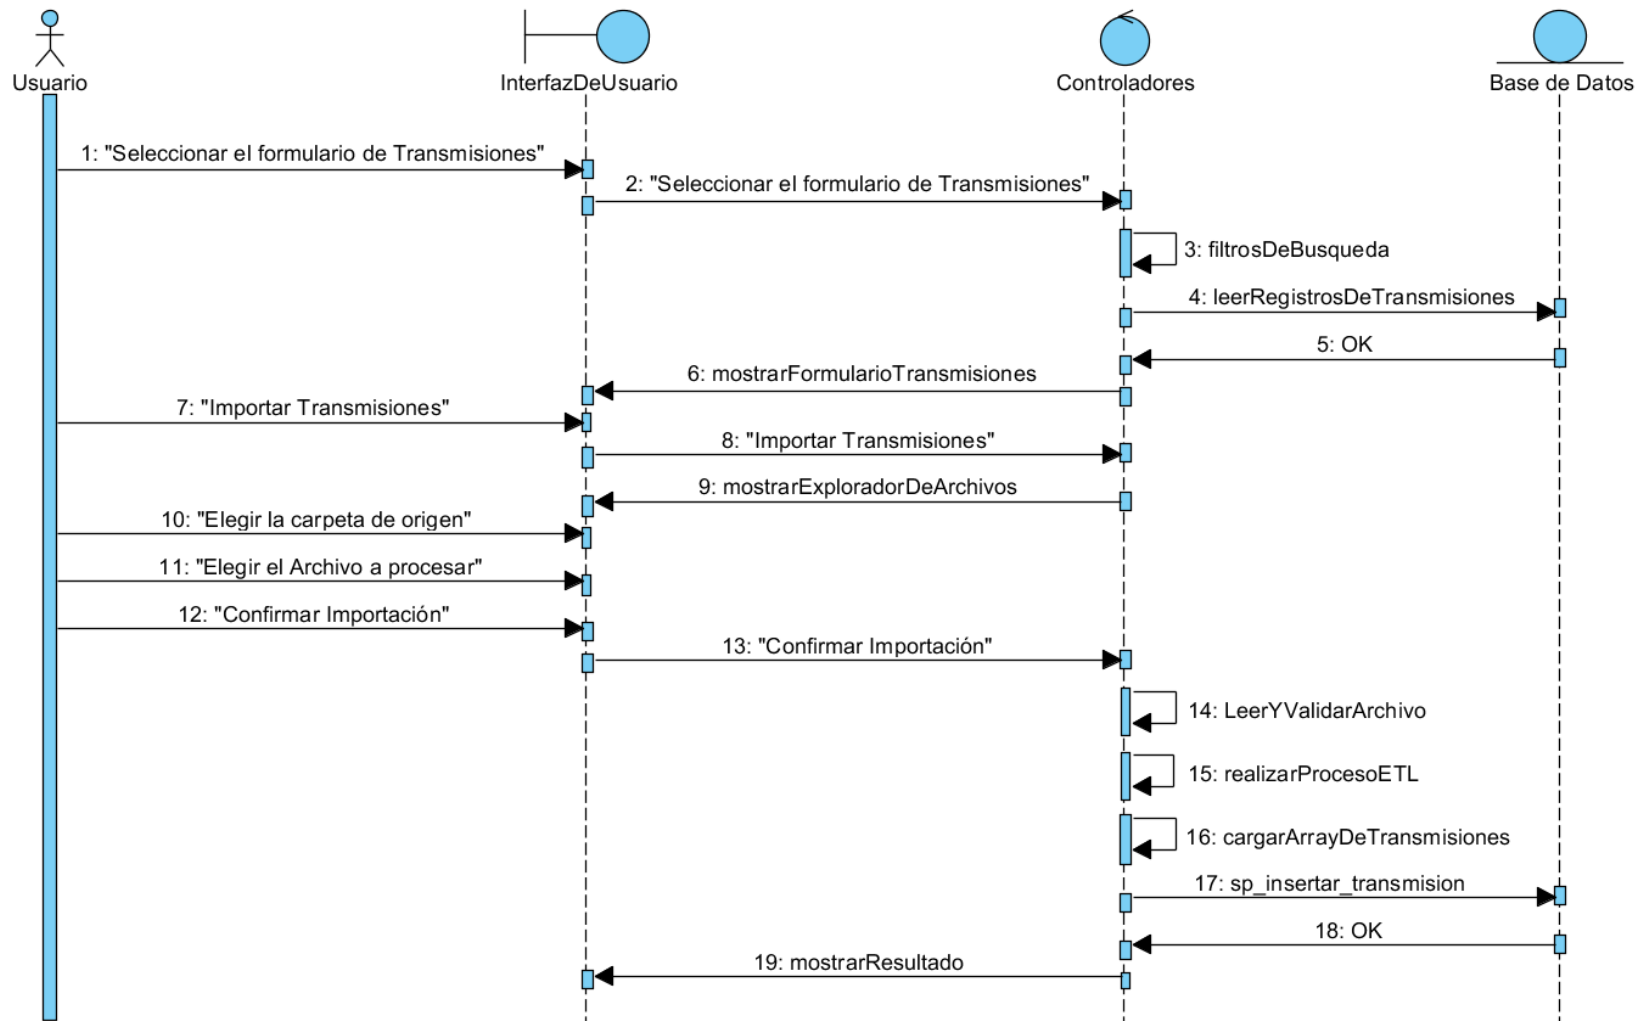 Usuario
InterfazDeUsuario
Controladores
Base de Datos
1: "Seleccionar el formulario de Transmisiones"
2: "Seleccionar el formulario de Transmisiones"
3: filtrosDeBusqueda
4: leerRegistrosDeTransmisiones
5: OK
6: mostrarFormularioTransmisiones
7: "Importar Transmisiones"
8: "Importar Transmisiones"
9: mostrarExploradorDeArchivos
10: "Elegir la carpeta de origen"
11: "Elegir el Archivo a procesar"
12: "Confirmar Importación"
13: "Confirmar Importación"
14: LeerYValidarArchivo
15: realizarProcesoETL
16: cargarArrayDeTransmisiones
17: sp_insertar_transmision
18: OK
19: mostrarResultado